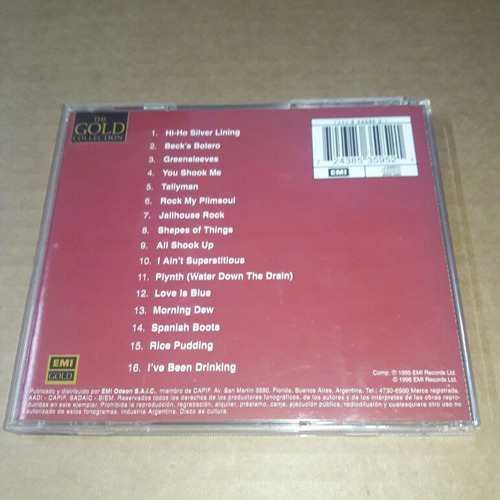 THE
GOLD
COLLECTION
1. Hi-Ho Silver Lining
2. Beck's Bolero
3. Greensleeves
4. You Shook Me
5. Tallyman
6. Rock My Plimsoul
7. Jailhouse Rock
8. Shapes of Things
9. All Shook Up
10. I Ain't Superstitious
11. Plynth (Water Down The Drain)
12. Love Is Blue
13. Morning Dew
14. Spanish Boots
15. Rice Pudding
16. I've Been Drinking
7 24385 35952 1
EMI
EMI
GOLD
Comp. ℗ 1995 EMI Records Ltd.
© 1996 EMI Records Ltd.
Publicado y distribuido por EMI Odeon S.A.I.C., miembro de CAPIF. Av. San Martín 3590, Florida, Buenos Aires, Argentina. Tel.: 4730-6500 Marca registrada.
AADI - CAPIF. SADAIC - BIEM. Reservados todos los derechos de los productores fonográficos, de los autores y de los intérpretes de las obras repro-
ducidas en este ejemplar. Prohibida la reproducción, regrabación, alquiler, préstamo, canje, ejecución pública, radiodifusión y cualesquiera otro uso no
autorizado de estos fonogramas. Industria Argentina. Disco es cultura.